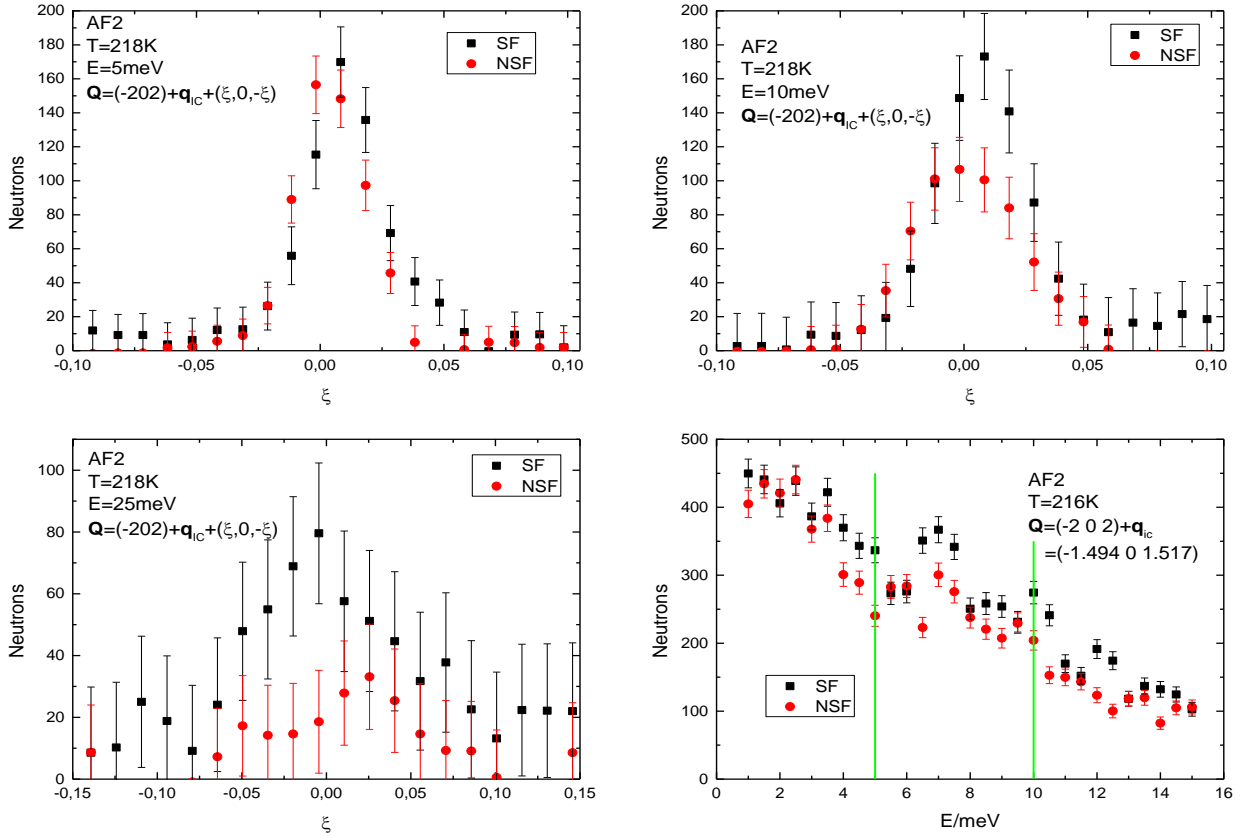 AF2
T=218K
E=5meV
Q=(-202)+q_IC+(ξ,0,-ξ)
SF
NSF
200
180
160
140
120
100
80
60
40
20
0
Neutrons
-0,10
-0,05
0,00
0,05
0,10
ξ
AF2
T=218K
E=10meV
Q=(-202)+q_IC+(ξ,0,-ξ)
SF
NSF
200
180
160
140
120
100
80
60
40
20
0
Neutrons
-0,10
-0,05
0,00
0,05
0,10
ξ
AF2
T=218K
E=25meV
Q=(-202)+q_IC+(ξ,0,-ξ)
SF
NSF
100
80
60
40
20
0
Neutrons
-0,15
-0,10
-0,05
0,00
0,05
0,10
0,15
ξ
AF2
T=216K
Q=(-2 0 2)+q_ic
=(-1.494 0 1.517)
SF
NSF
500
400
300
200
100
0
Neutrons
0
2
4
6
8
10
12
14
16
E/meV